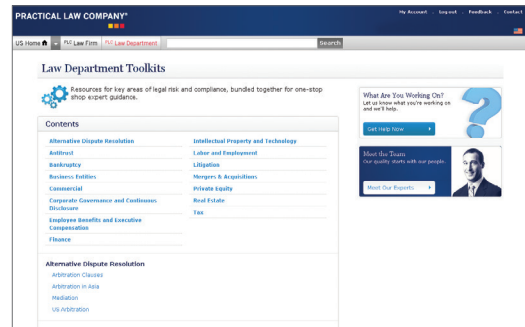 PRACTICAL LAW COMPANY®
My Account
Logout
Feedback
Contact
US Home
PLC Law Firm
PLC Law Department
Search
Law Department Toolkits
Resources for key areas of legal risk and compliance, bundled together for one-stop
shop expert guidance.
Contents
Alternative Dispute Resolution
Antitrust
Bankruptcy
Business Entities
Commercial
Corporate Governance and Continuous
Disclosure
Employee Benefits and Executive
Compensation
Finance
Intellectual Property and Technology
Labor and Employment
Litigation
Mergers & Acquisitions
Private Equity
Real Estate
Tax
What Are You Working On?
Let us know what you're working on
and we'll help.
Get Help Now
Meet the Team
Our quality starts with our people.
Meet Our Experts
Alternative Dispute Resolution
Arbitration Clauses
Arbitration in Asia
Mediation
US Arbitration